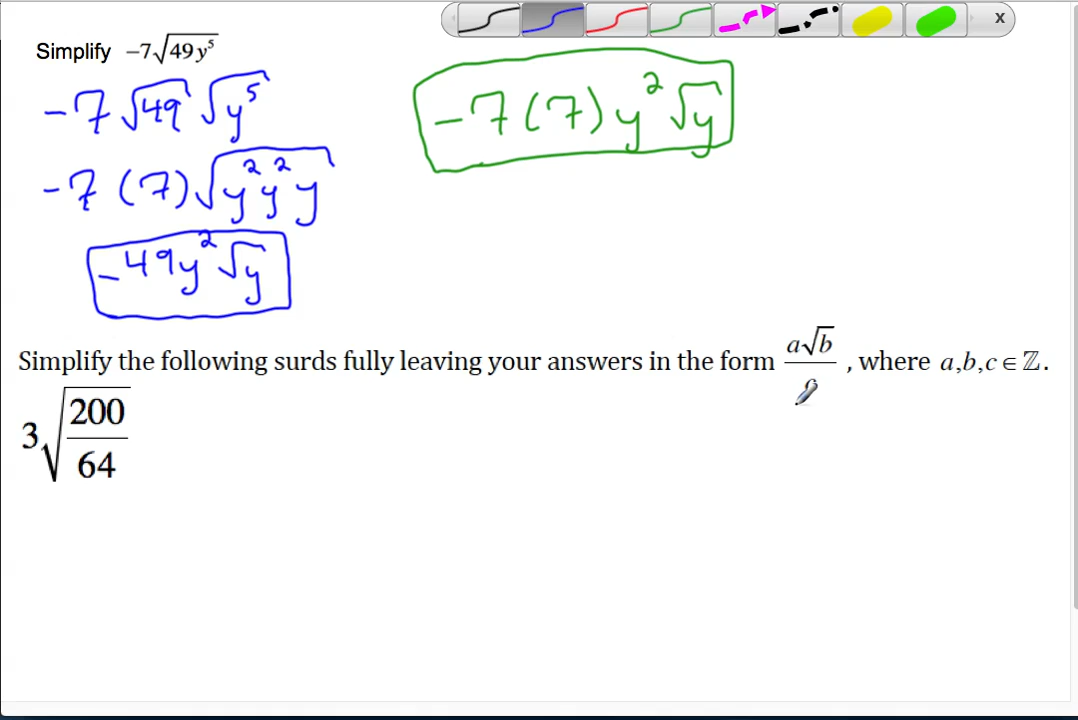 x
Simplify −7√49y⁵
−7 √49 √y⁵
−7 (7) √y²y²y
−49y²√y
−7 (7) y² √y
Simplify the following surds fully leaving your answers in the form a√b / , where a,b,c ∈ ℤ.
3√200/64